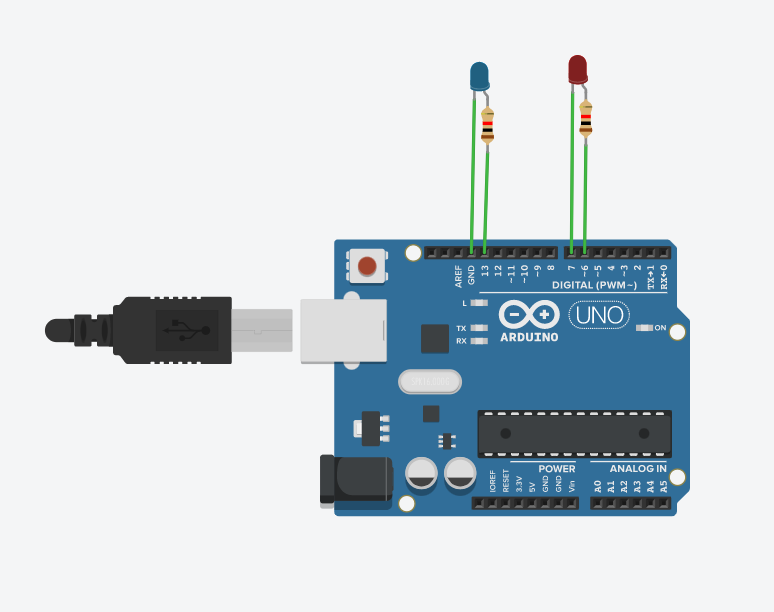 AREF
GND
13
12
~11
~10
~9
8
7
~6
~5
4
~3
2
TX→1
RX←0
DIGITAL (PWM~)
L
TX
RX
UNO
ON
ARDUINO
POWER
ANALOG IN
IOREF
RESET
3.3V
5V
GND
GND
Vin
A0
A1
A2
A3
A4
A5